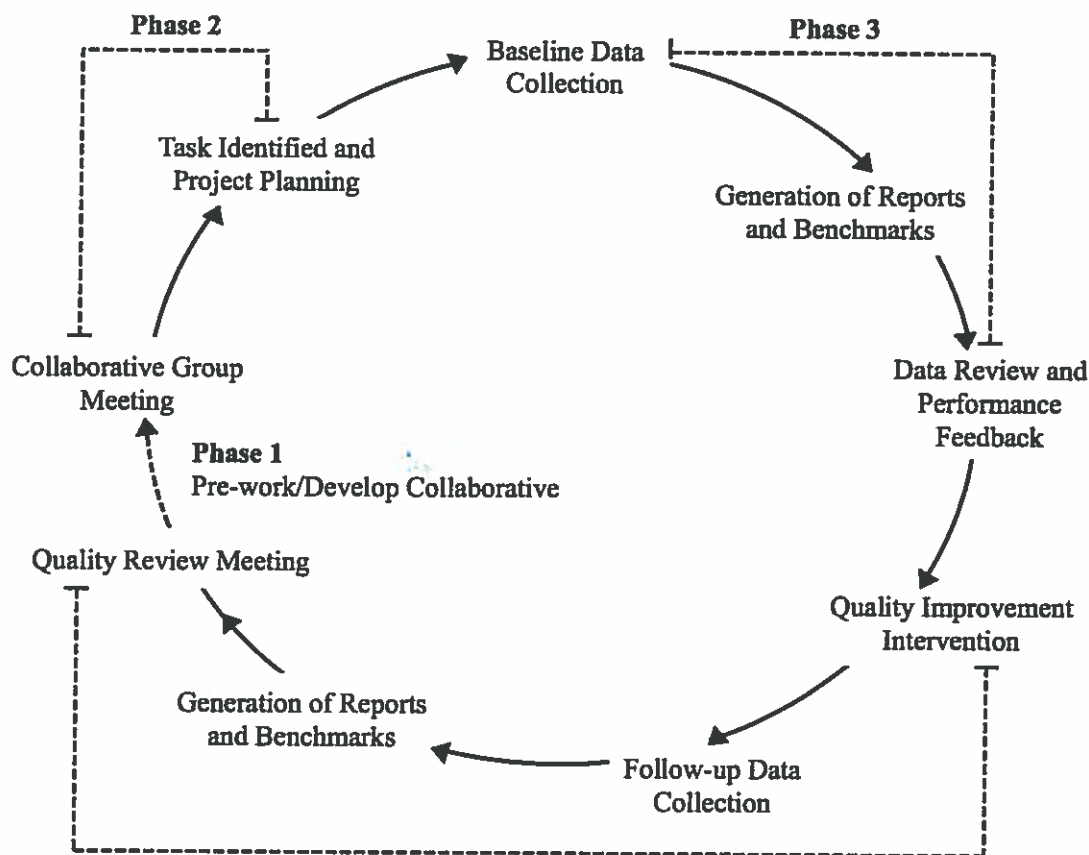 Phase 2
Phase 3
Baseline Data
Collection
Task Identified and
Project Planning
Generation of Reports
and Benchmarks
Collaborative Group
Meeting
Data Review and
Performance
Feedback
Phase 1
Pre-work/Develop Collaborative
Quality Review Meeting
Quality Improvement
Intervention
Generation of Reports
and Benchmarks
Follow-up Data
Collection